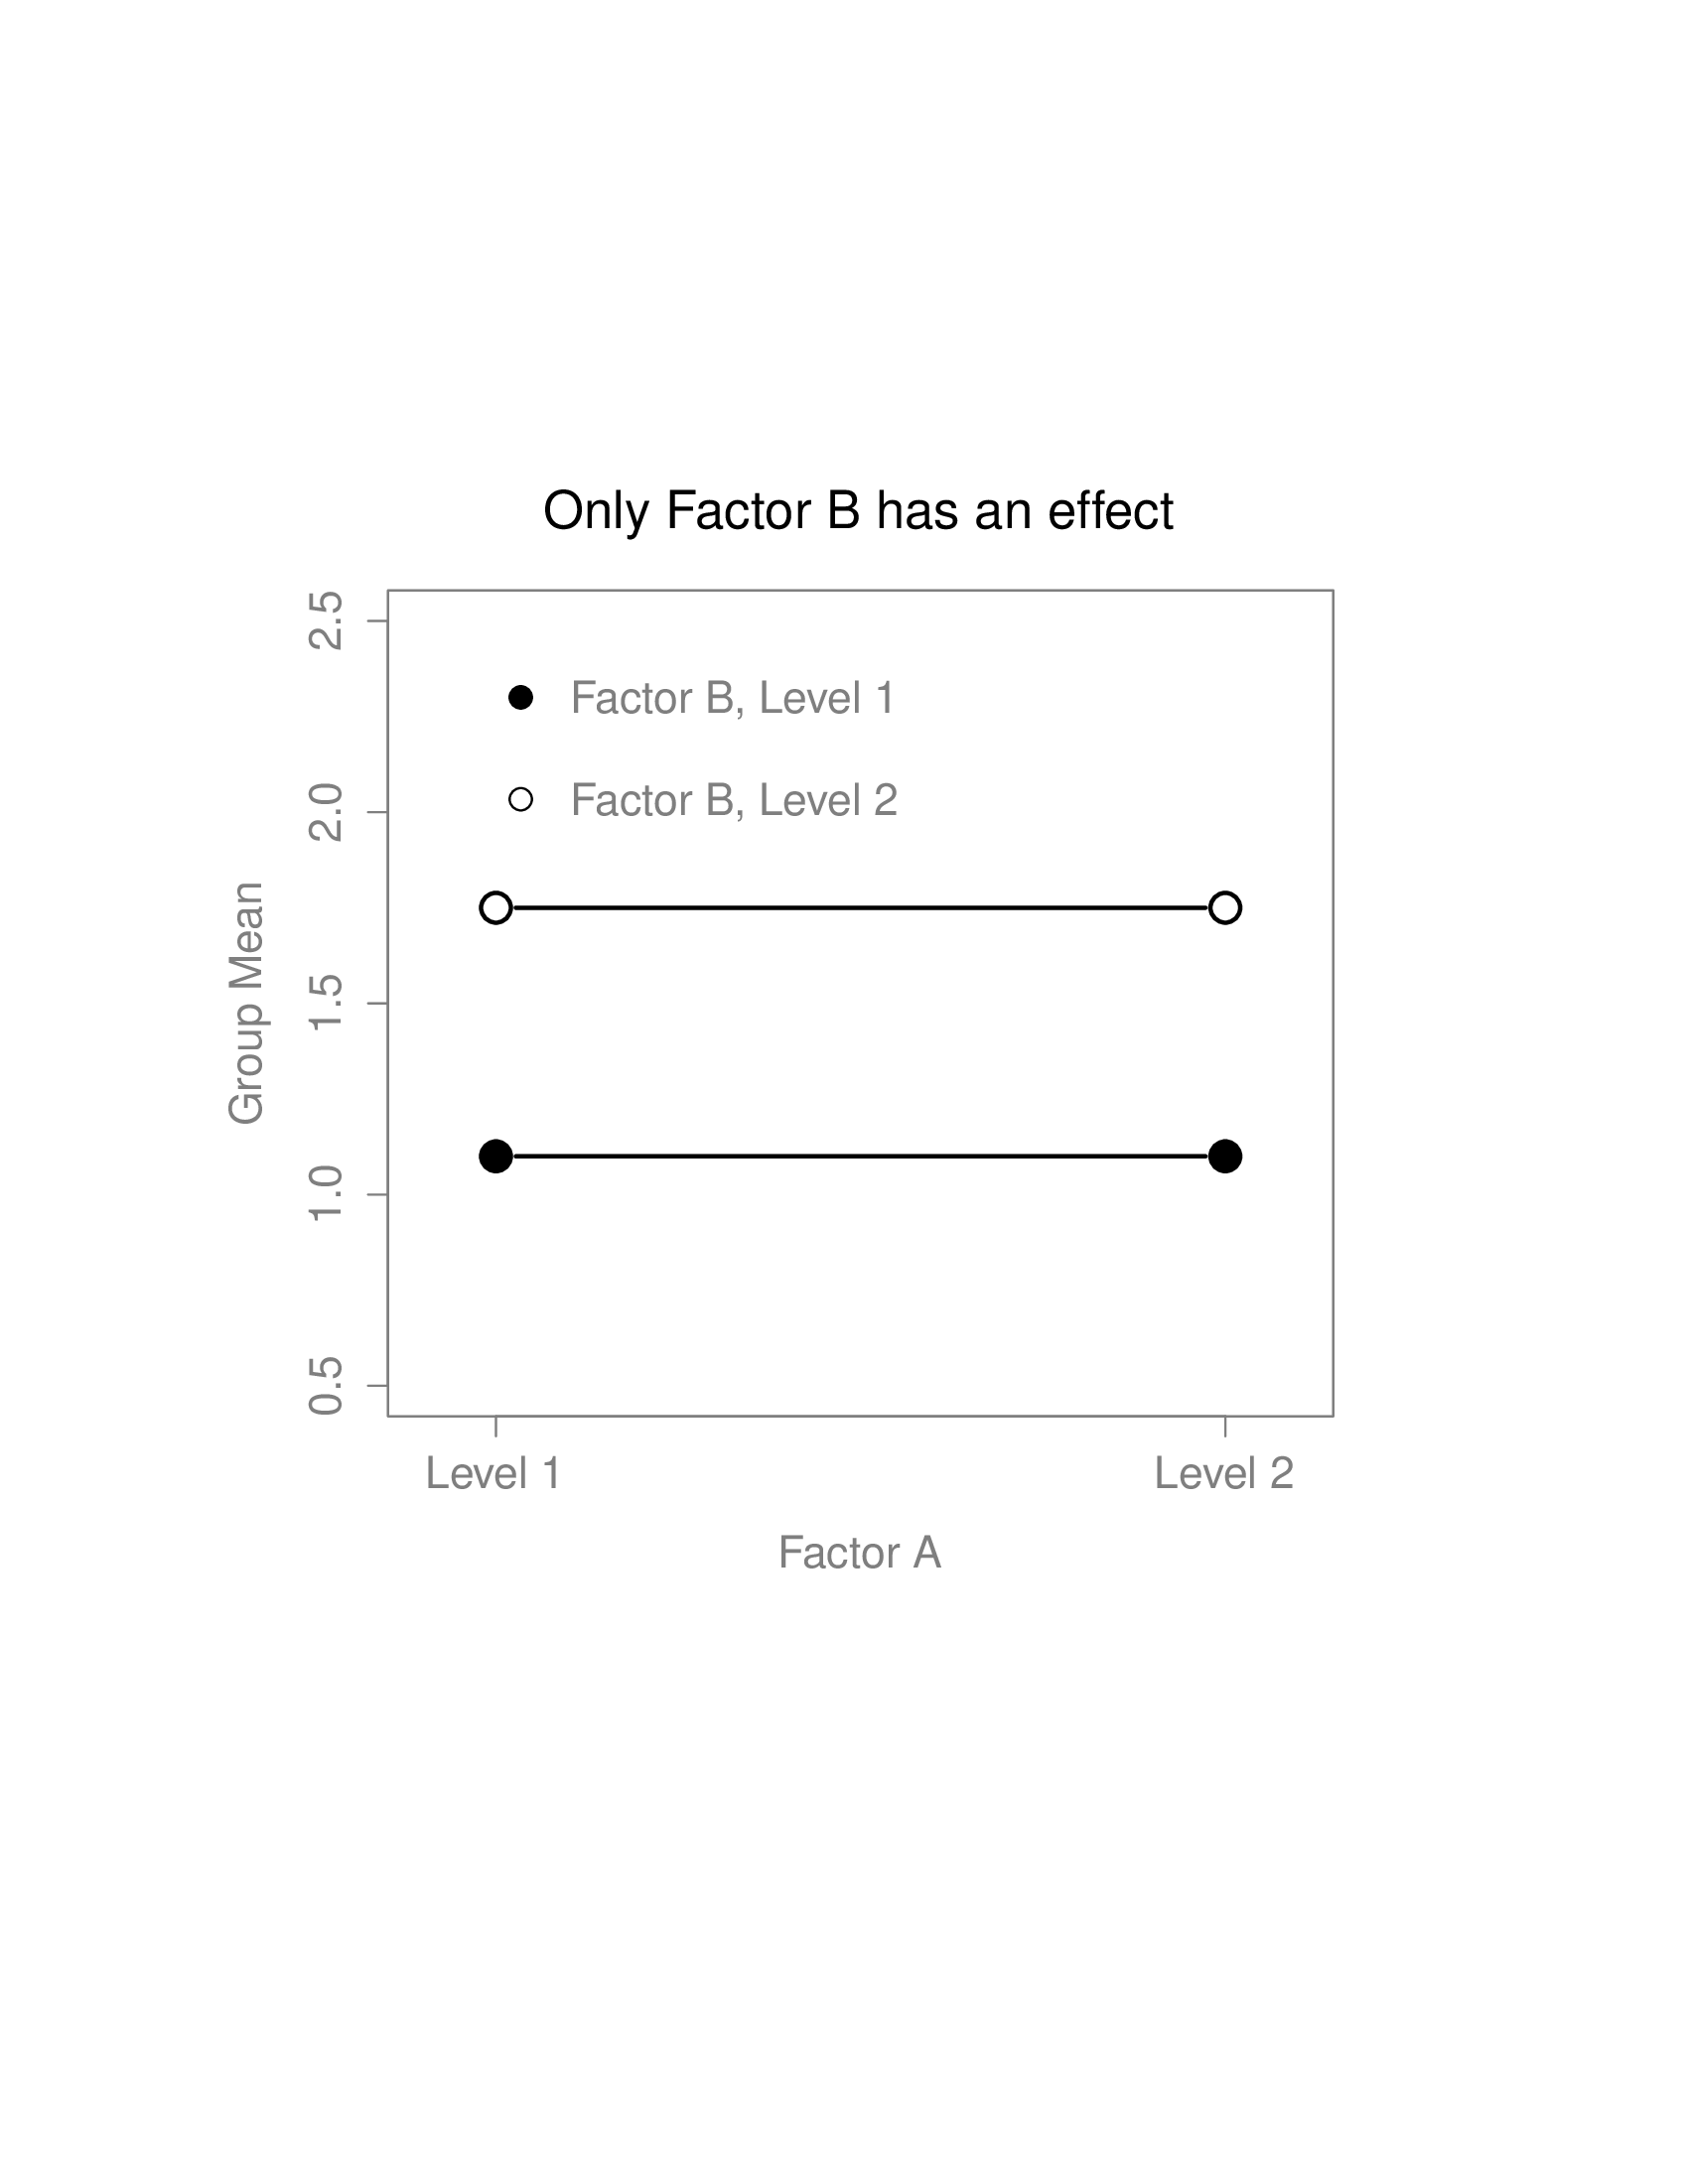 Only Factor B has an effect
2.5
Factor B, Level 1
Factor B, Level 2
2.0
1.5
1.0
0.5
Group Mean
Level 1
Level 2
Factor A